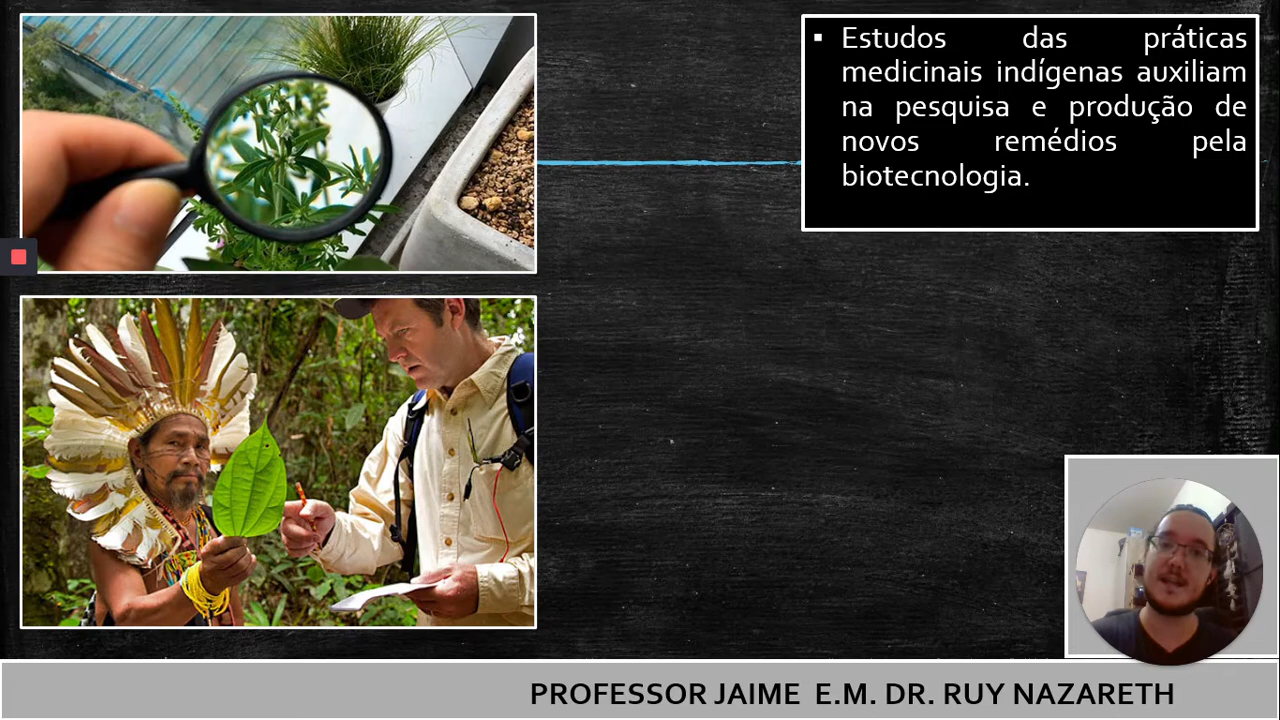 ▪ Estudos das práticas
medicinais indígenas auxiliam
na pesquisa e produção de
novos remédios pela
biotecnologia.
PROFESSOR JAIME E.M. DR. RUY NAZARETH